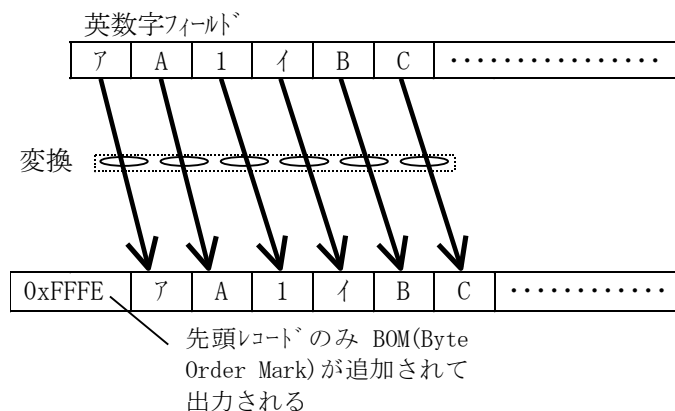 英数字ﾌｨｰﾙﾄﾞ
ｱ A 1 ｲ B C ・・・・・・・・・・・・・・・・
変換
0xFFFE ｱ A 1 ｲ B C ・・・・・・・・・・・・
先頭ﾚｺｰﾄﾞのみ BOM(Byte
Order Mark)が追加されて
出力される